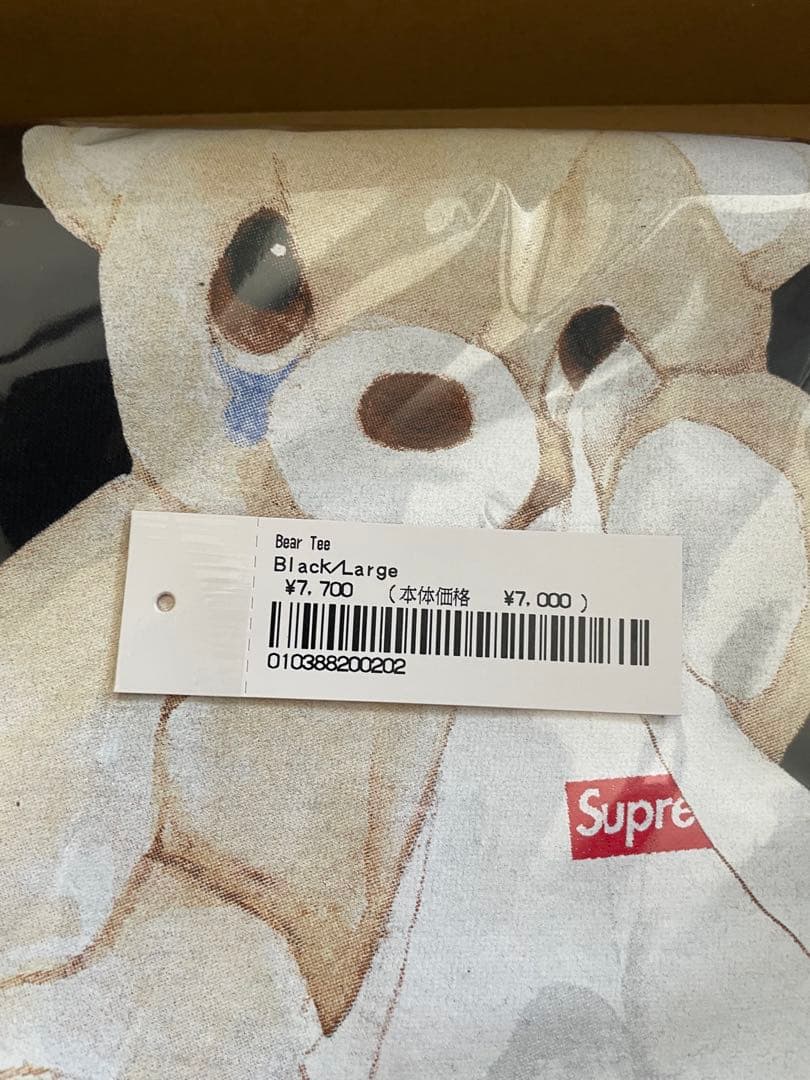 Bear Tee
Black/Large
¥7,700 (本体価格 ¥7,000 )
010388200202
Supre